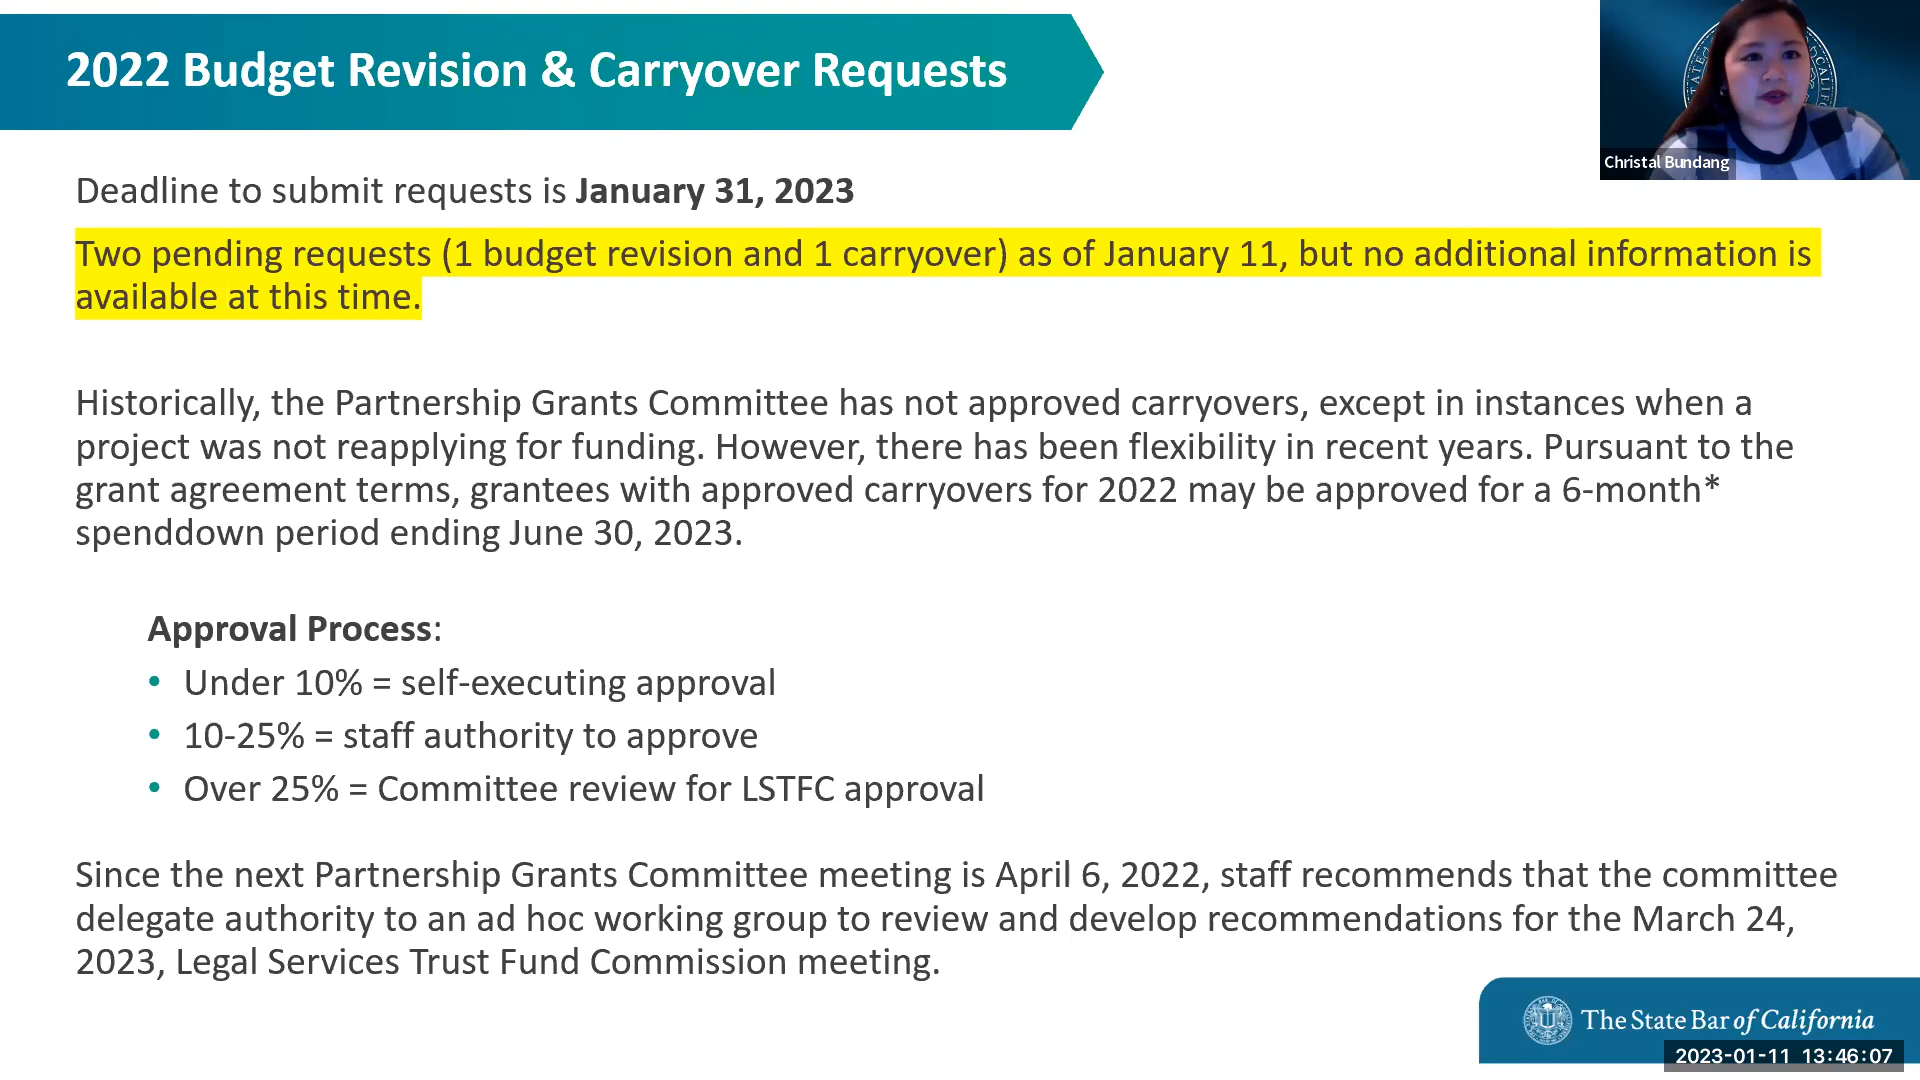 2022 Budget Revision & Carryover Requests
Christal Bundang
Deadline to submit requests is January 31, 2023
Two pending requests (1 budget revision and 1 carryover) as of January 11, but no additional information is
available at this time.
Historically, the Partnership Grants Committee has not approved carryovers, except in instances when a
project was not reapplying for funding. However, there has been flexibility in recent years. Pursuant to the
grant agreement terms, grantees with approved carryovers for 2022 may be approved for a 6-month*
spenddown period ending June 30, 2023.
Approval Process:
• Under 10% = self-executing approval
• 10-25% = staff authority to approve
• Over 25% = Committee review for LSTFC approval
Since the next Partnership Grants Committee meeting is April 6, 2022, staff recommends that the committee
delegate authority to an ad hoc working group to review and develop recommendations for the March 24,
2023, Legal Services Trust Fund Commission meeting.
The State Bar of California
2023-01-11 13:46:07